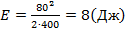 E = 80² / 2·400 = 8(Дж)